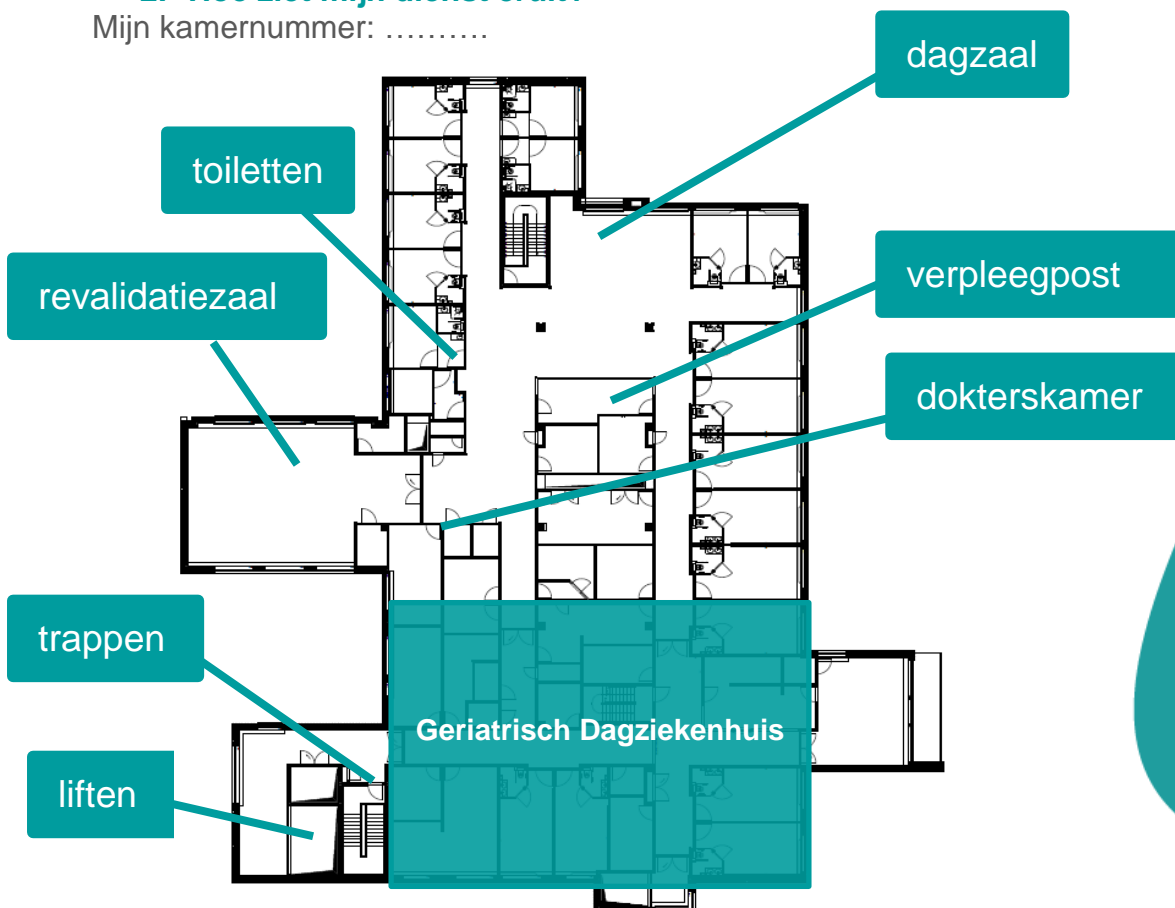 Mijn kamernummer: ……….
dagzaal
toiletten
verpleegpost
revalidatiezaal
dokterskamer
trappen
Geriatrisch Dagziekenhuis
liften